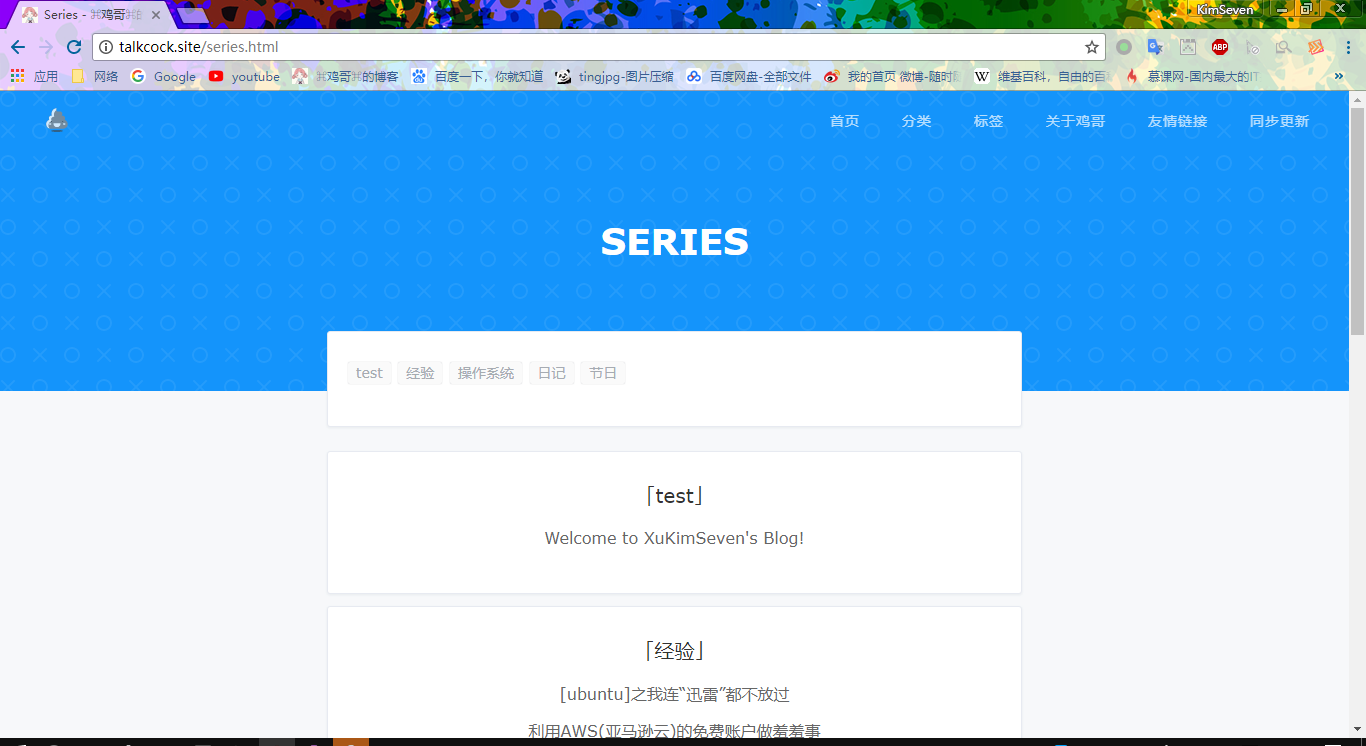 Series - ♓鸡哥♓的
KimSeven
talkcock.site/series.html
ABP
应用 网络 Google youtube ♓鸡哥♓的博客 百度一下，你就知道 tingjpg-图片压缩 百度网盘-全部文件 我的首页 微博-随时随 维基百科，自由的百 慕课网-国内最大的IT
首页 分类 标签 关于鸡哥 友情链接 同步更新
SERIES
test 经验 操作系统 日记 节日
「test」
Welcome to XuKimSeven's Blog!
「经验」
[ubuntu]之我连“迅雷”都不放过
利用AWS(亚马逊云)的免费账户做羞羞事